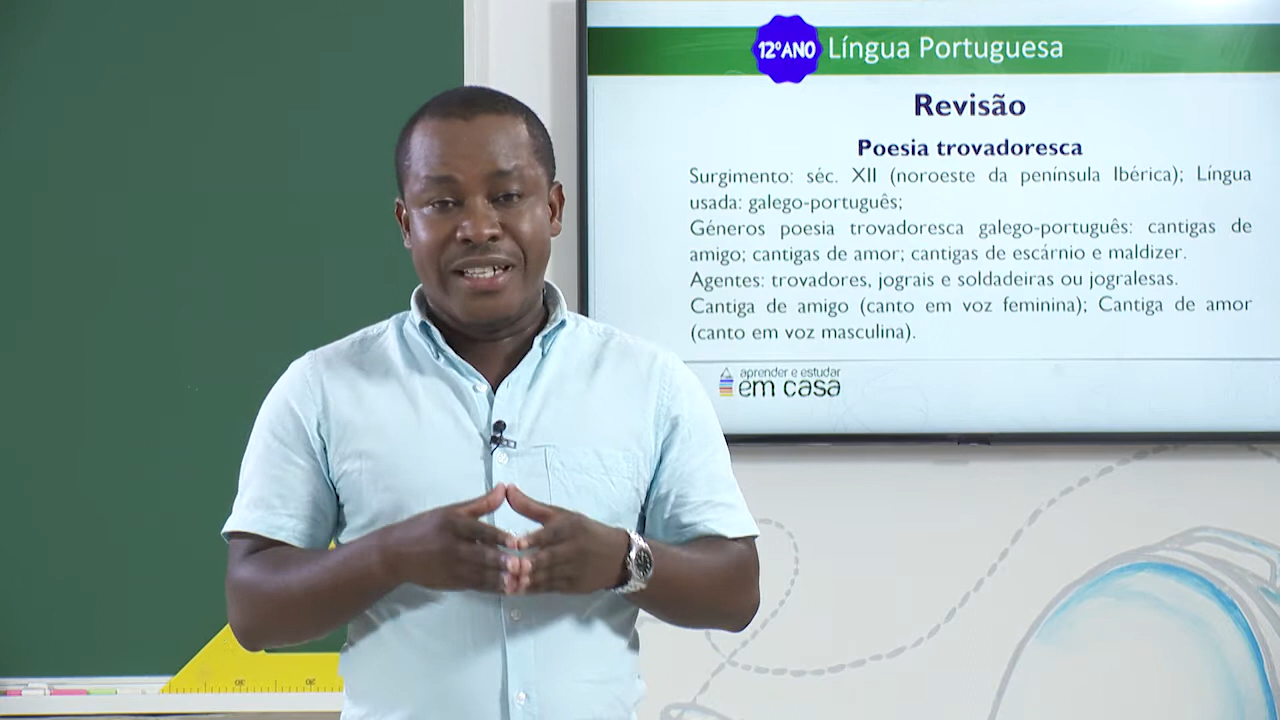 12ºANO Língua Portuguesa
Revisão
Poesia trovadoresca
Surgimento: séc. XII (noroeste da península Ibérica); Língua
usada: galego-português;
Géneros poesia trovadoresca galego-português: cantigas de
amigo; cantigas de amor; cantigas de escárnio e maldizer.
Agentes: trovadores, jograis e soldadeiras ou jogralesas.
Cantiga de amigo (canto em voz feminina); Cantiga de amor
(canto em voz masculina).
aprender e estudar
em casa